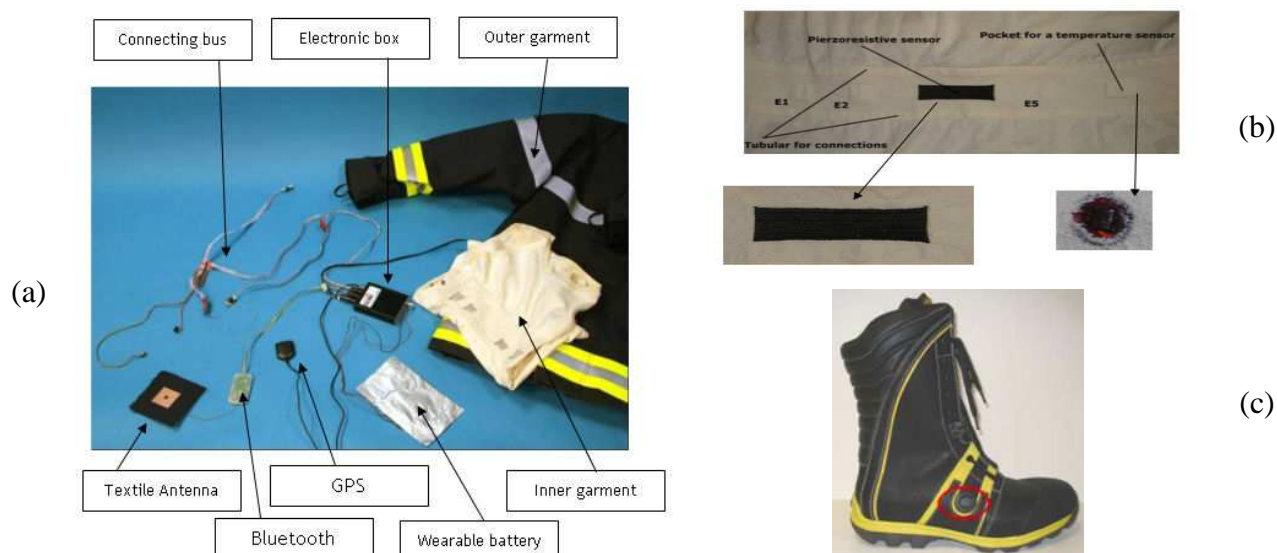 Connecting bus
Electronic box
Outer garment
(a)
Textile Antenna
Bluetooth
GPS
Wearable battery
Inner garment
Pierzoresistive sensor
Pocket for a temperature sensor
E1
E2
E5
Tubular for connections
(b)
(c)